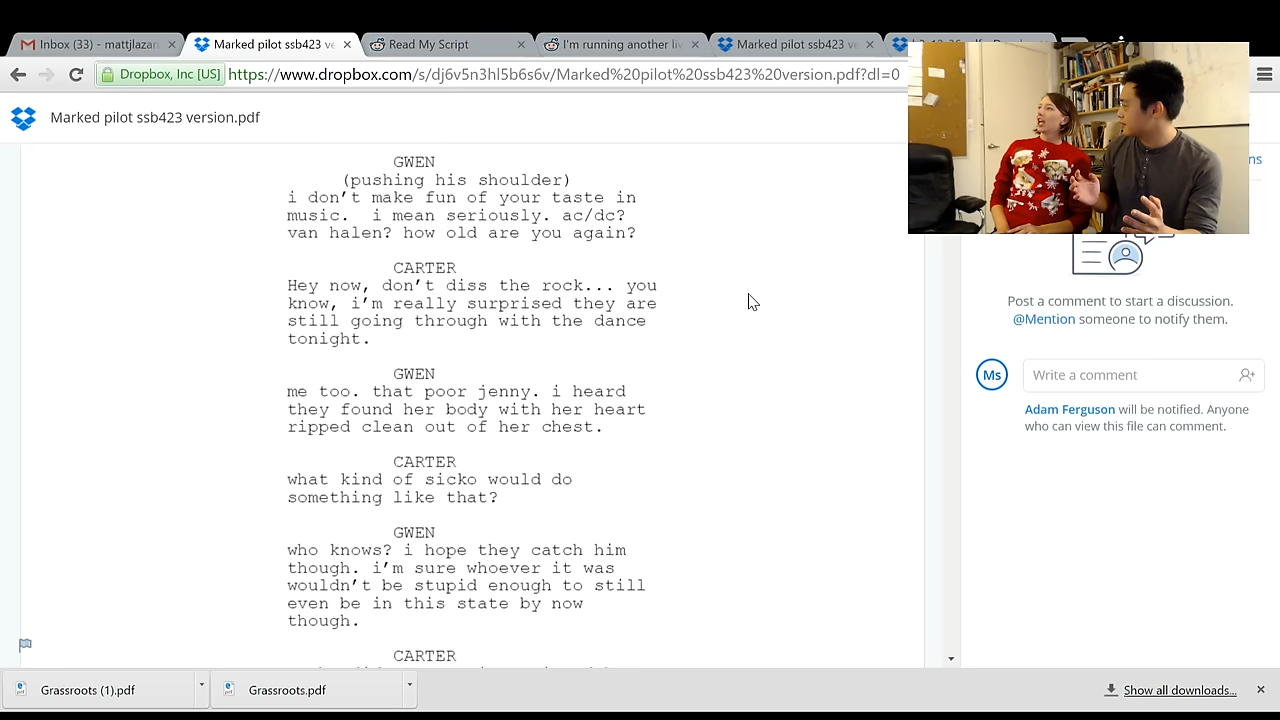 Inbox (33) - mattjlazar
Marked pilot ssb423 ve
Read My Script
I'm running another liv
Marked pilot ssb423 ve
Dropbox, Inc [US]
https://www.dropbox.com/s/dj6v5n3hl5b6s6v/Marked%20pilot%20ssb423%20version.pdf?dl=0
Marked pilot ssb423 version.pdf
GWEN
(pushing his shoulder)
i don't make fun of your taste in
music. i mean seriously. ac/dc?
van halen? how old are you again?
CARTER
Hey now, don't diss the rock... you
know, i'm really surprised they are
still going through with the dance
tonight.
GWEN
me too. that poor jenny. i heard
they found her body with her heart
ripped clean out of her chest.
CARTER
what kind of sicko would do
something like that?
GWEN
who knows? i hope they catch him
though. i'm sure whoever it was
wouldn't be stupid enough to still
even be in this state by now
though.
CARTER
Post a comment to start a discussion.
@Mention someone to notify them.
Ms
Write a comment
Adam Ferguson will be notified. Anyone
who can view this file can comment.
Grassroots (1).pdf
Grassroots.pdf
Show all downloads...